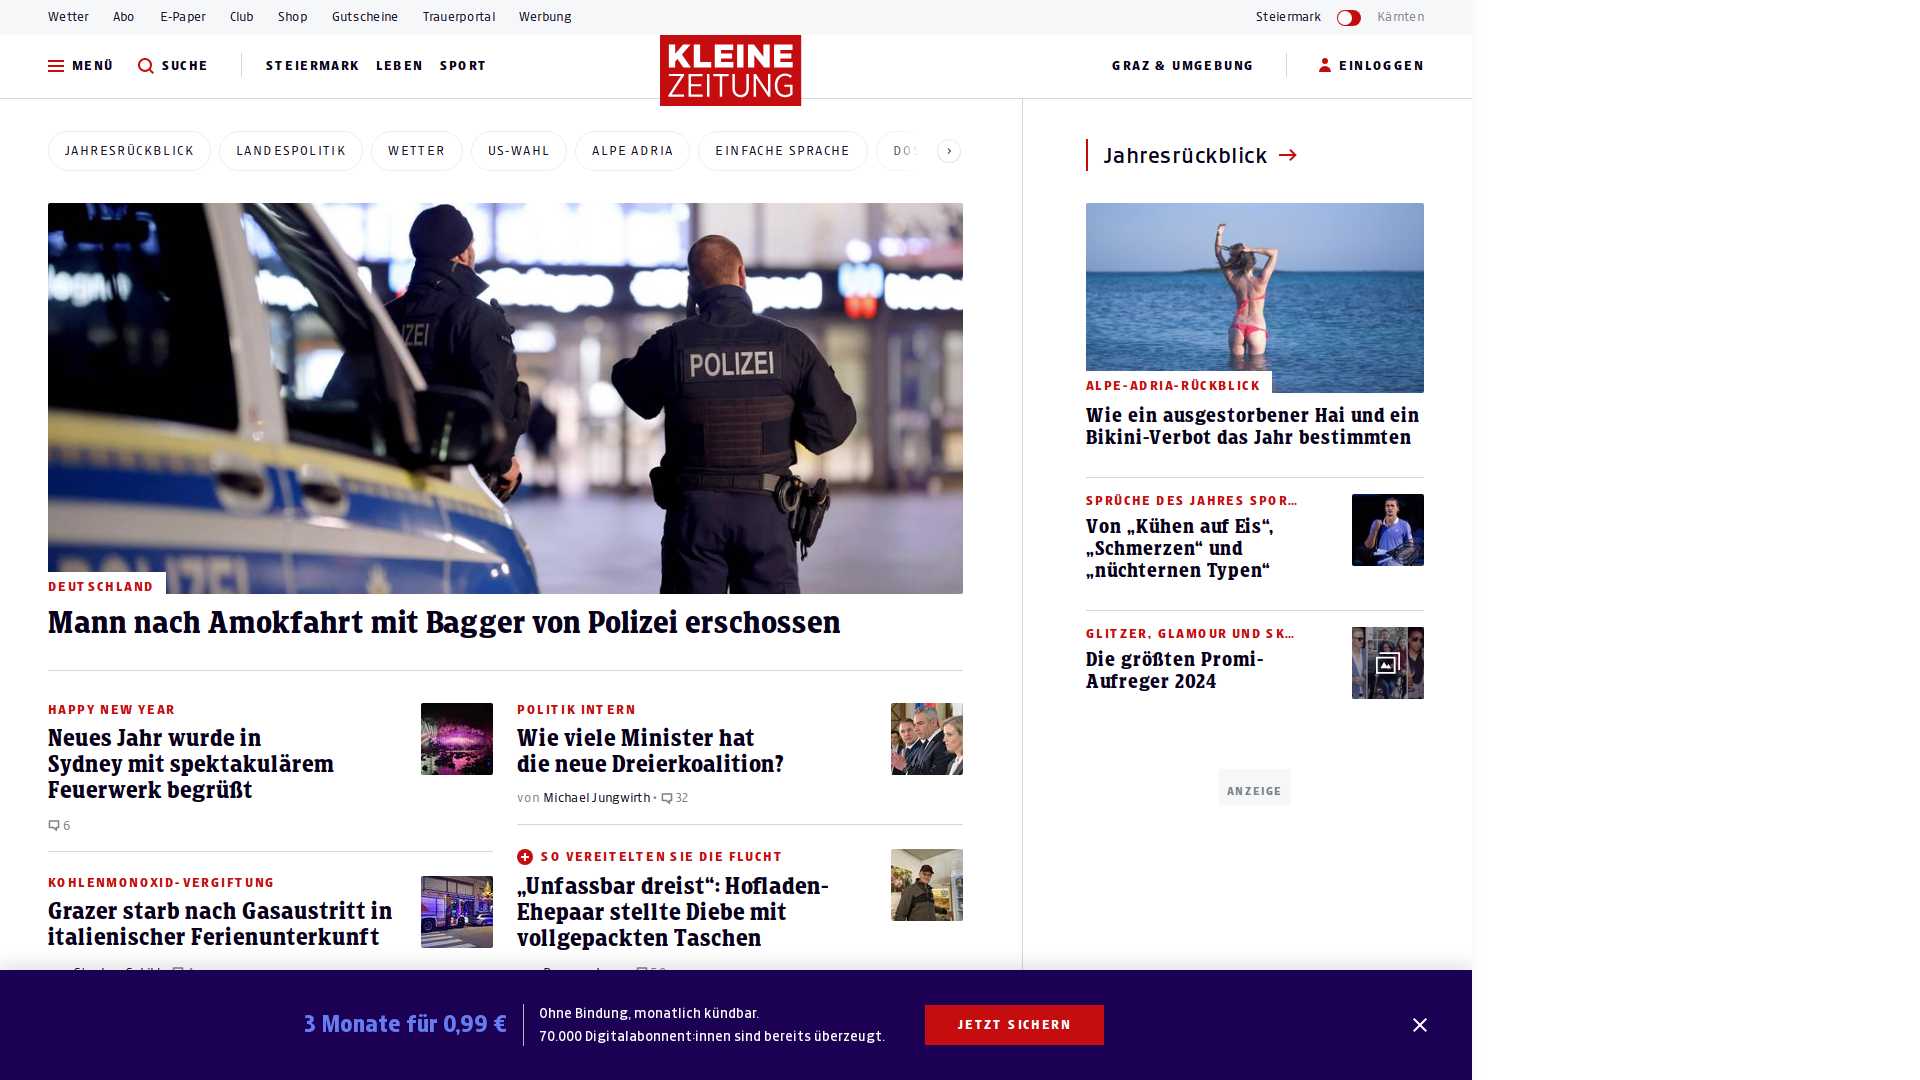 Wetter Abo E-Paper Club Shop Gutscheine Trauerportal Werbung Steiermark Kärnten
MENÜ SUCHE STEIERMARK LEBEN SPORT KLEINE ZEITUNG GRAZ & UMGEBUNG EINLOGGEN
JAHRESRÜCKBLICK LANDESPOLITIK WETTER US-WAHL ALPE ADRIA EINFACHE SPRACHE
Jahresrückblick
POLIZEI
DEUTSCHLAND
Mann nach Amokfahrt mit Bagger von Polizei erschossen
HAPPY NEW YEAR
Neues Jahr wurde in
Sydney mit spektakulärem
Feuerwerk begrüßt
6
KOHLENMONOXID-VERGIFTUNG
Grazer starb nach Gasaustritt in
italienischer Ferienunterkunft
POLITIK INTERN
Wie viele Minister hat
die neue Dreierkoalition?
von Michael Jungwirth • 32
SO VEREITELTEN SIE DIE FLUCHT
„Unfassbar dreist“: Hofladen-
Ehepaar stellte Diebe mit
vollgepackten Taschen
ALPE-ADRIA-RÜCKBLICK
Wie ein ausgestorbener Hai und ein
Bikini-Verbot das Jahr bestimmten
SPRÜCHE DES JAHRES SPOR…
Von „Kühen auf Eis“,
„Schmerzen“ und
„nüchternen Typen“
GLITZER, GLAMOUR UND SK…
Die größten Promi-
Aufreger 2024
ANZEIGE
3 Monate für 0,99 €
Ohne Bindung, monatlich kündbar.
70.000 Digitalabonnent:innen sind bereits überzeugt.
JETZT SICHERN